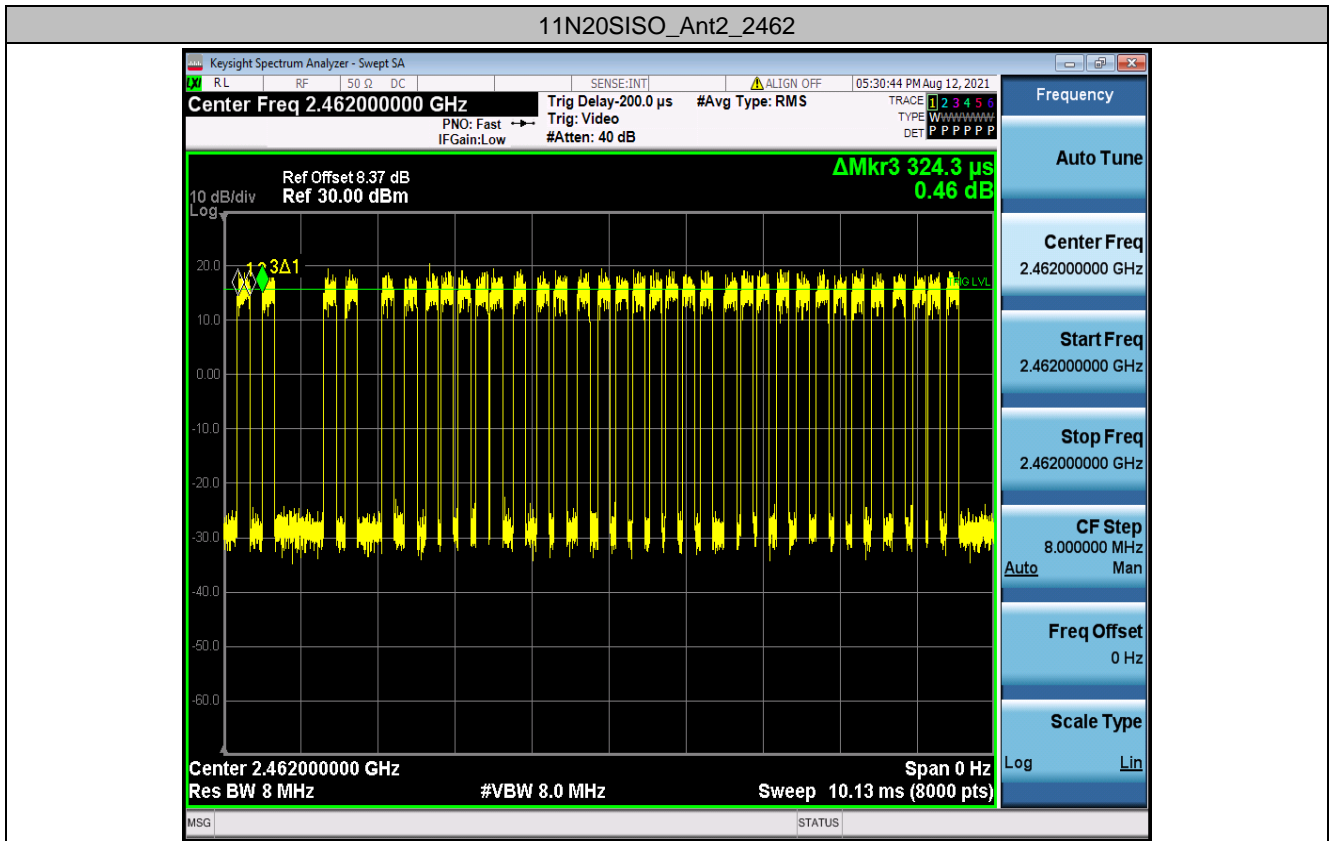 11N20SISO_Ant2_2462
Keysight Spectrum Analyzer - Swept SA
LXI RL RF 50 Ω DC SENSE:INT ALIGN OFF 05:30:44 PM Aug 12, 2021
Center Freq 2.462000000 GHz
Trig Delay-200.0 µs #Avg Type: RMS
PNO: Fast Trig: Video
IFGain:Low #Atten: 40 dB
TRACE 1 2 3 4 5 6
TYPE WWWWWW
DET P P P P P P
Frequency
ΔMkr3 324.3 µs
0.46 dB
Ref Offset 8.37 dB
10 dB/div Ref 30.00 dBm
Log
20.0
10.0
0.00
-10.0
-20.0
-30.0
-40.0
-50.0
-60.0
1 2 3Δ1
TRIG LVL
Center 2.462000000 GHz Span 0 Hz
Res BW 8 MHz #VBW 8.0 MHz Sweep 10.13 ms (8000 pts)
MSG STATUS
Auto Tune
Center Freq
2.462000000 GHz
Start Freq
2.462000000 GHz
Stop Freq
2.462000000 GHz
CF Step
8.000000 MHz
Auto Man
Freq Offset
0 Hz
Scale Type
Log Lin